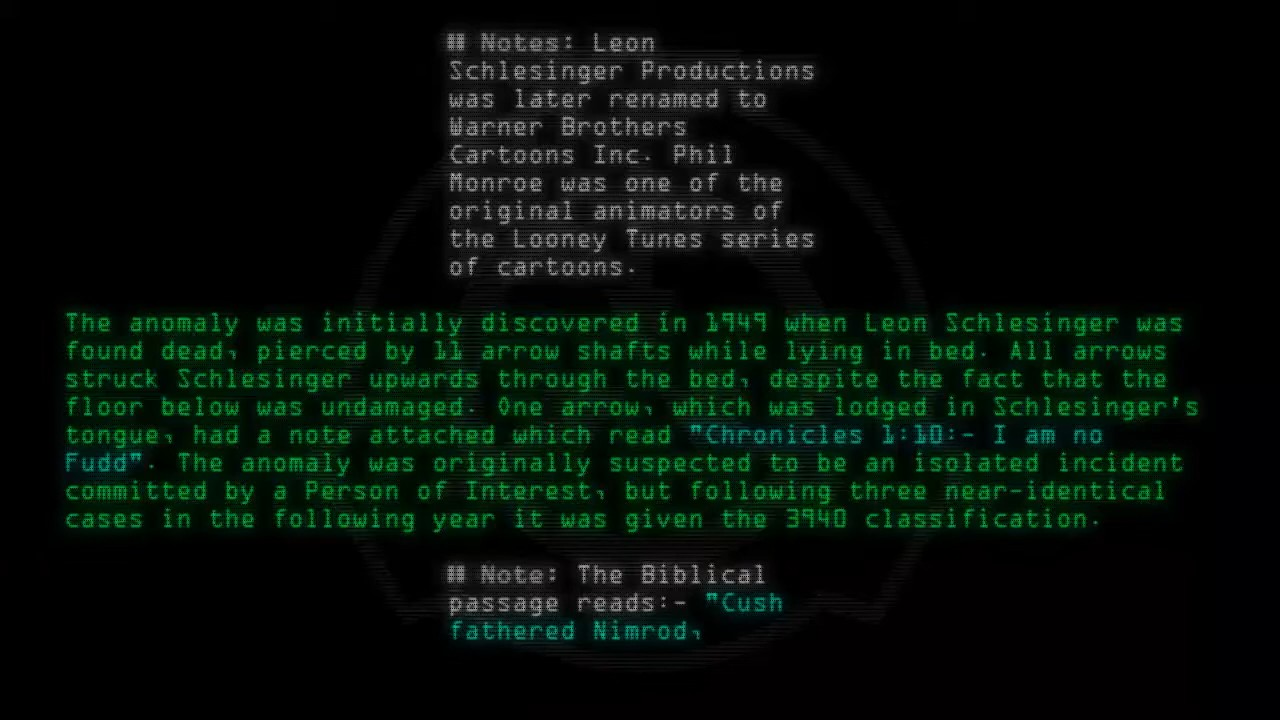 # Notes: Leon
Schlesinger Productions
was later renamed to
Warner Brothers
Cartoons Inc. Phil
Monroe was one of the
original animators of
the Looney Tunes series
of cartoons.
The anomaly was initially discovered in 1949 when Leon Schlesinger was
found dead, pierced by 11 arrow shafts while lying in bed. All arrows
struck Schlesinger upwards through the bed, despite the fact that the
floor below was undamaged. One arrow, which was lodged in Schlesinger's
tongue, had a note attached which read "Chronicles 1:10:- I am no
Fudd". The anomaly was originally suspected to be an isolated incident
committed by a Person of Interest, but following three near-identical
cases in the following year it was given the 3940 classification.
# Note: The Biblical
passage reads:- "Cush
fathered Nimrod,